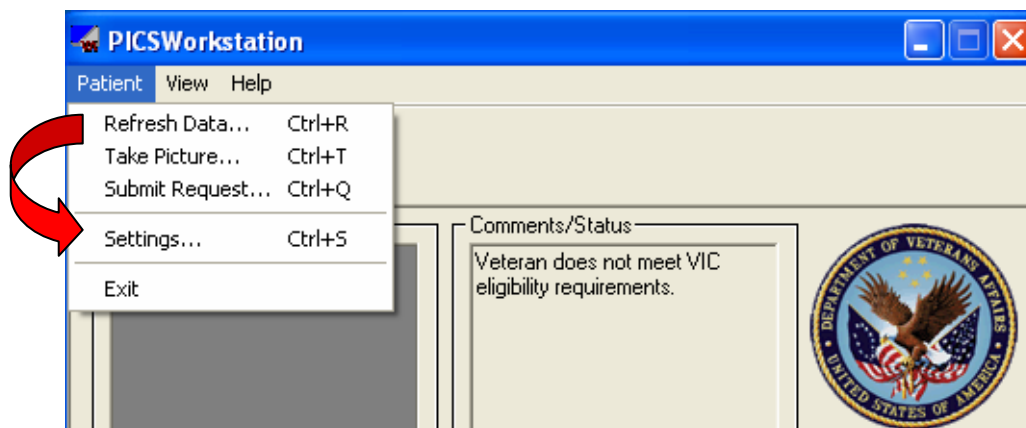 PICSWorkstation
Patient View Help
Refresh Data... Ctrl+R
Take Picture... Ctrl+T
Submit Request... Ctrl+Q
Settings... Ctrl+S
Exit
Comments/Status
Veteran does not meet VIC
eligibility requirements.
DEPARTMENT OF VETERANS AFFAIRS
UNITED STATES OF AMERICA